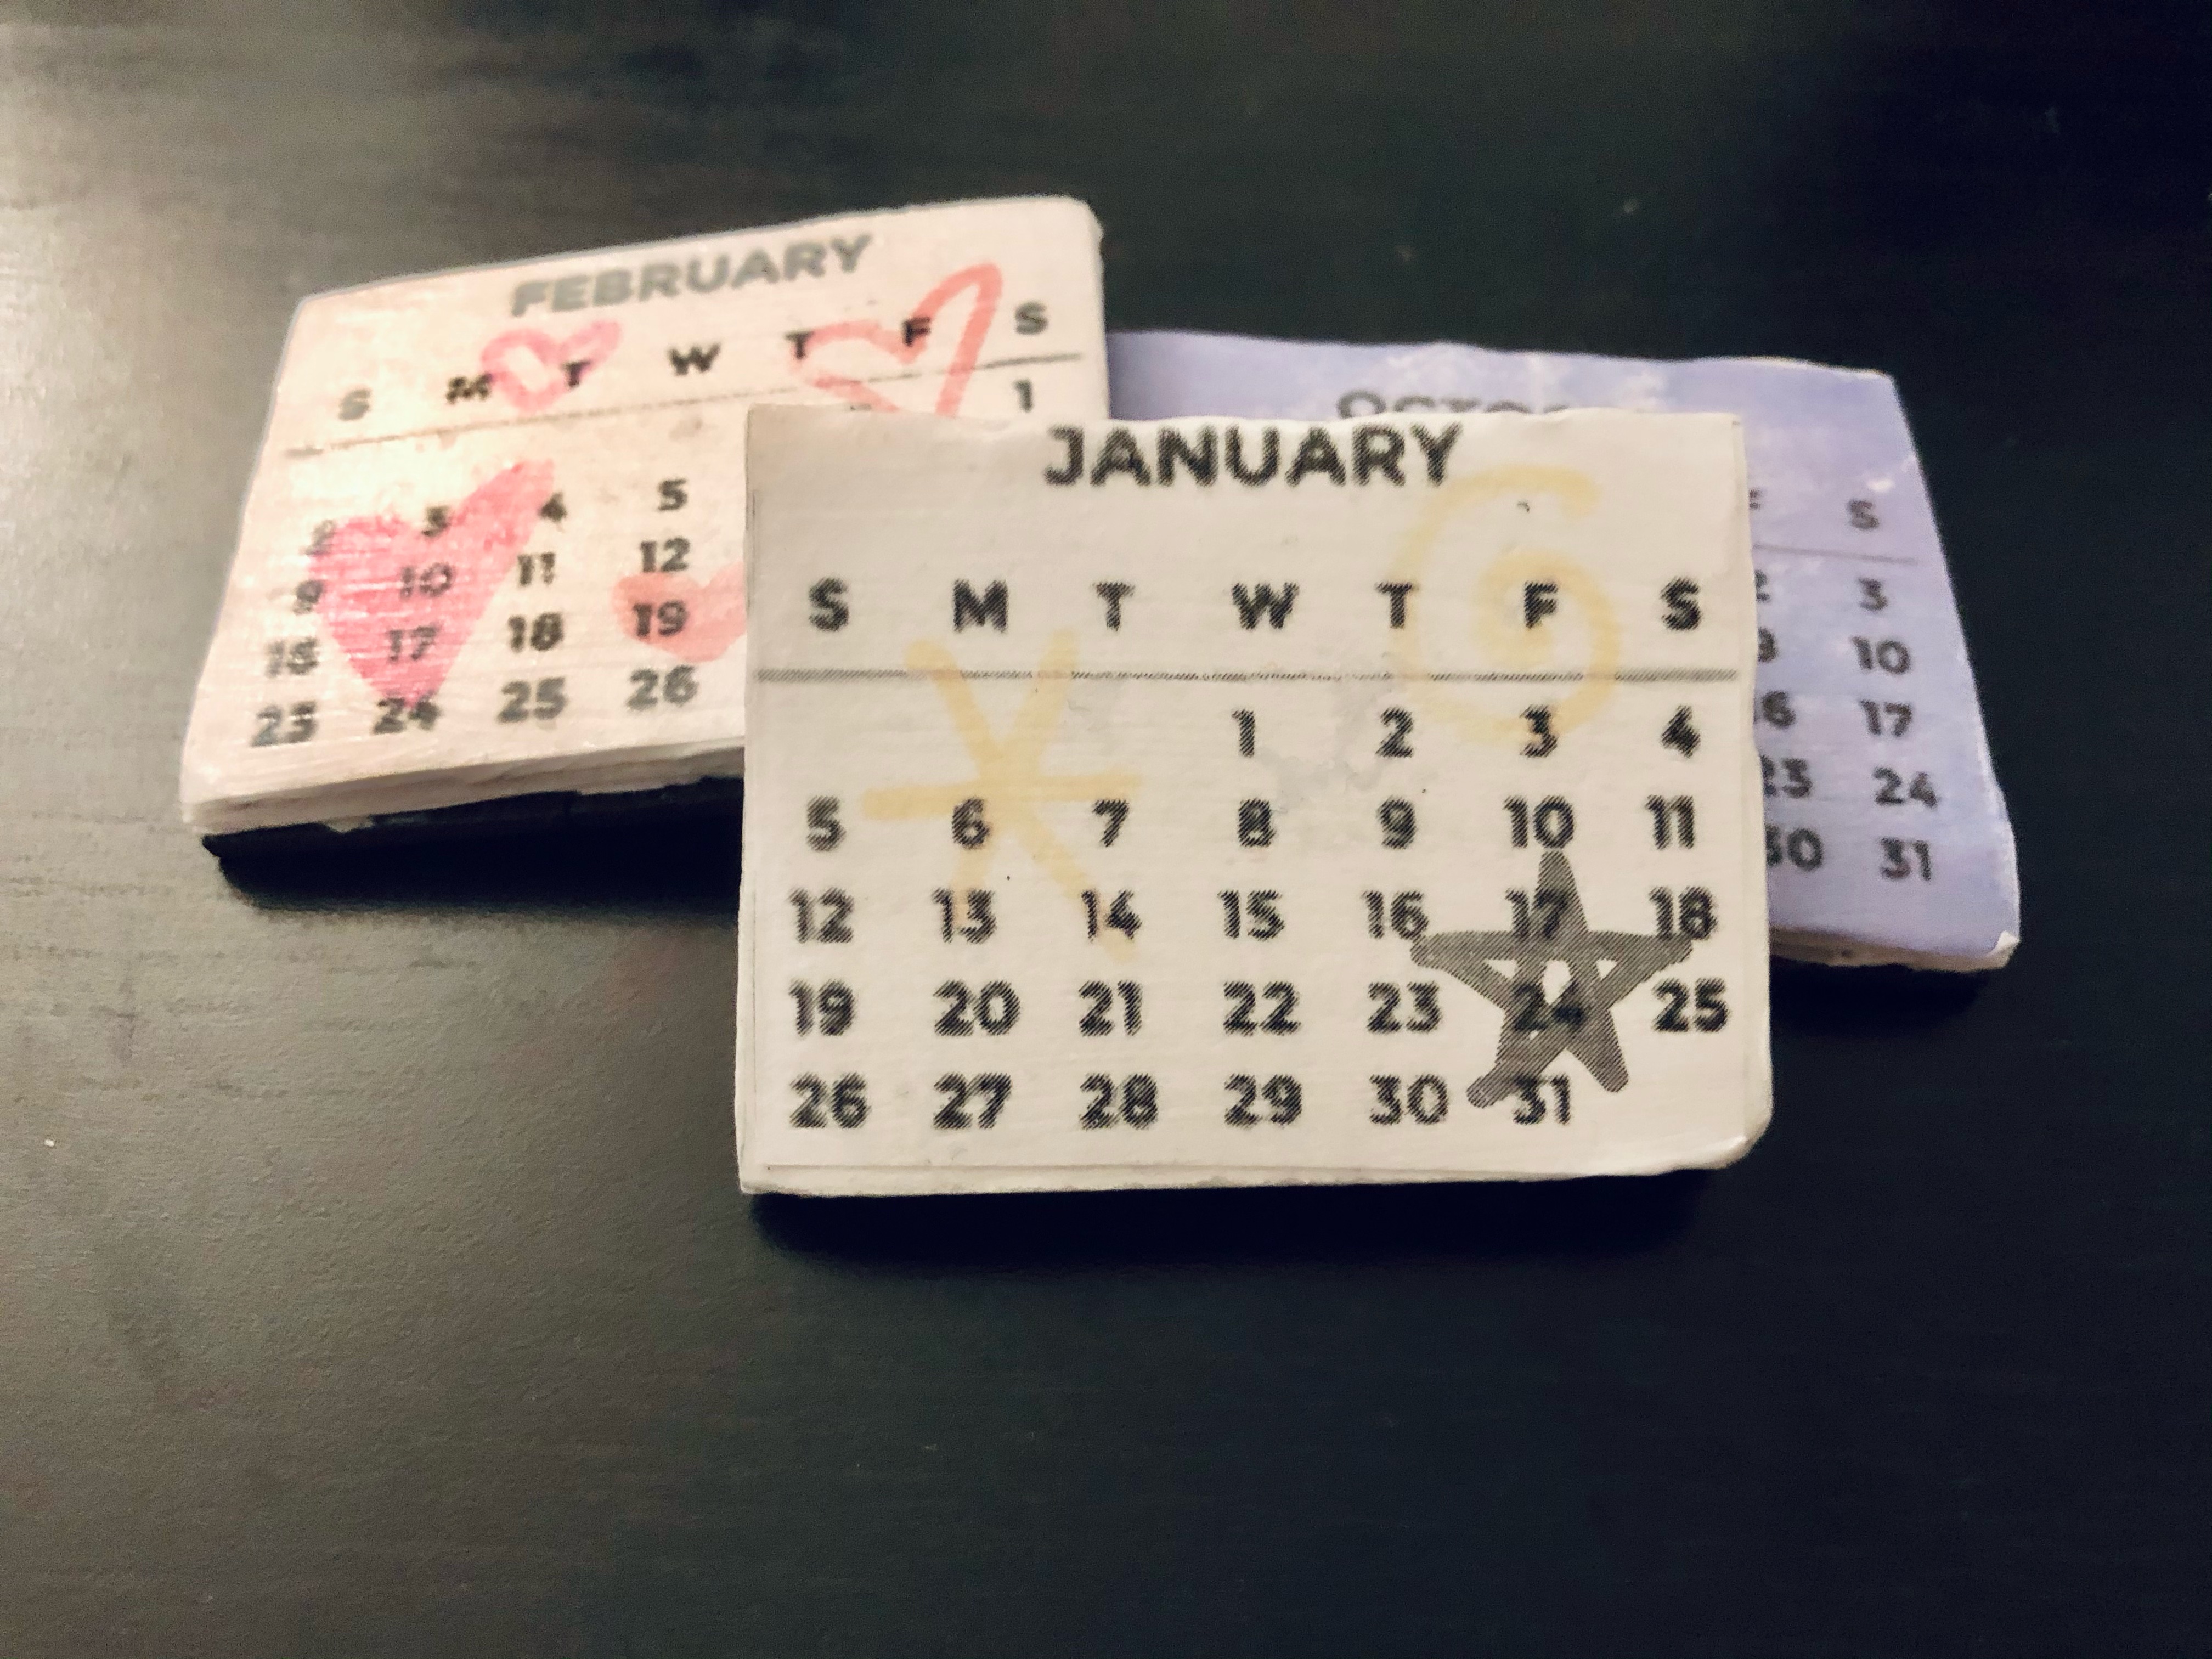 FEBRUARY
S M T W T F S
1
2 3 4 5
9 10 11 12
16 17 18 19
23 24 25 26
JANUARY
S M T W T F S
1 2 3 4
5 6 7 8 9 10 11
12 13 14 15 16 17 18
19 20 21 22 23 24 25
26 27 28 29 30 31
S
3
10
17
24
31